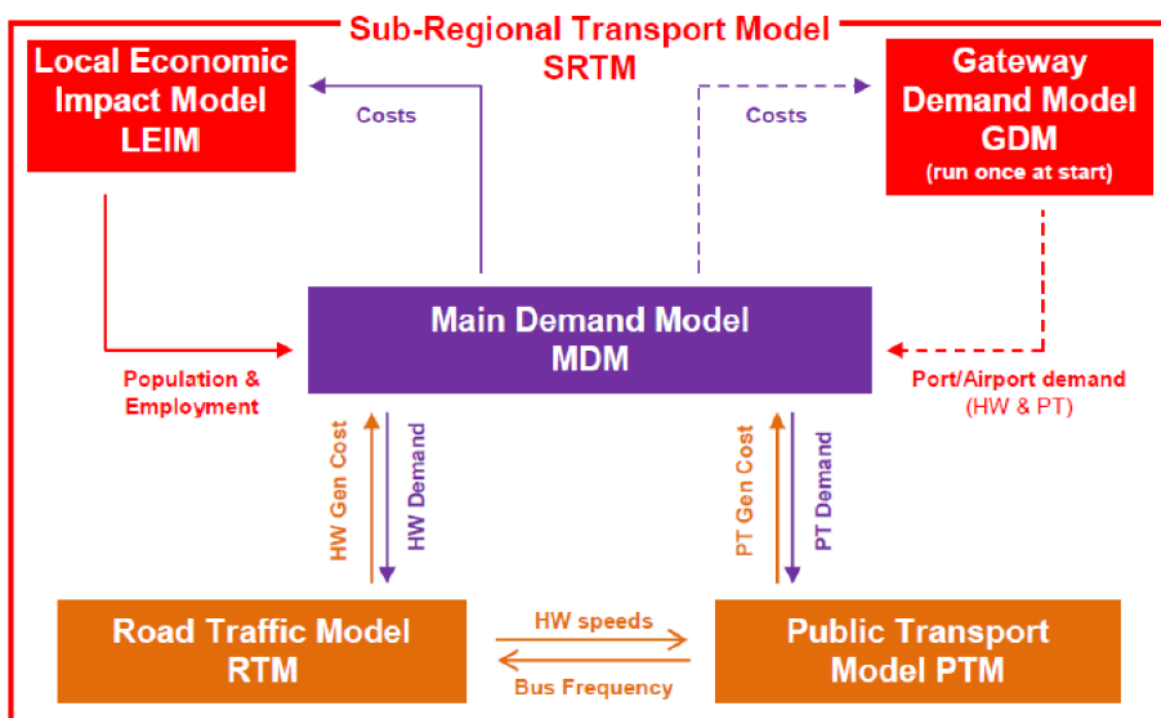 Sub-Regional Transport Model
SRTM
Local Economic
Impact Model
LEIM
Costs
Costs
Gateway
Demand Model
GDM
(run once at start)
Main Demand Model
MDM
Population &
Employment
Port/Airport demand
(HW & PT)
HW Gen Cost
HW Demand
PT Gen Cost
PT Demand
Road Traffic Model
RTM
HW speeds
Bus Frequency
Public Transport
Model PTM